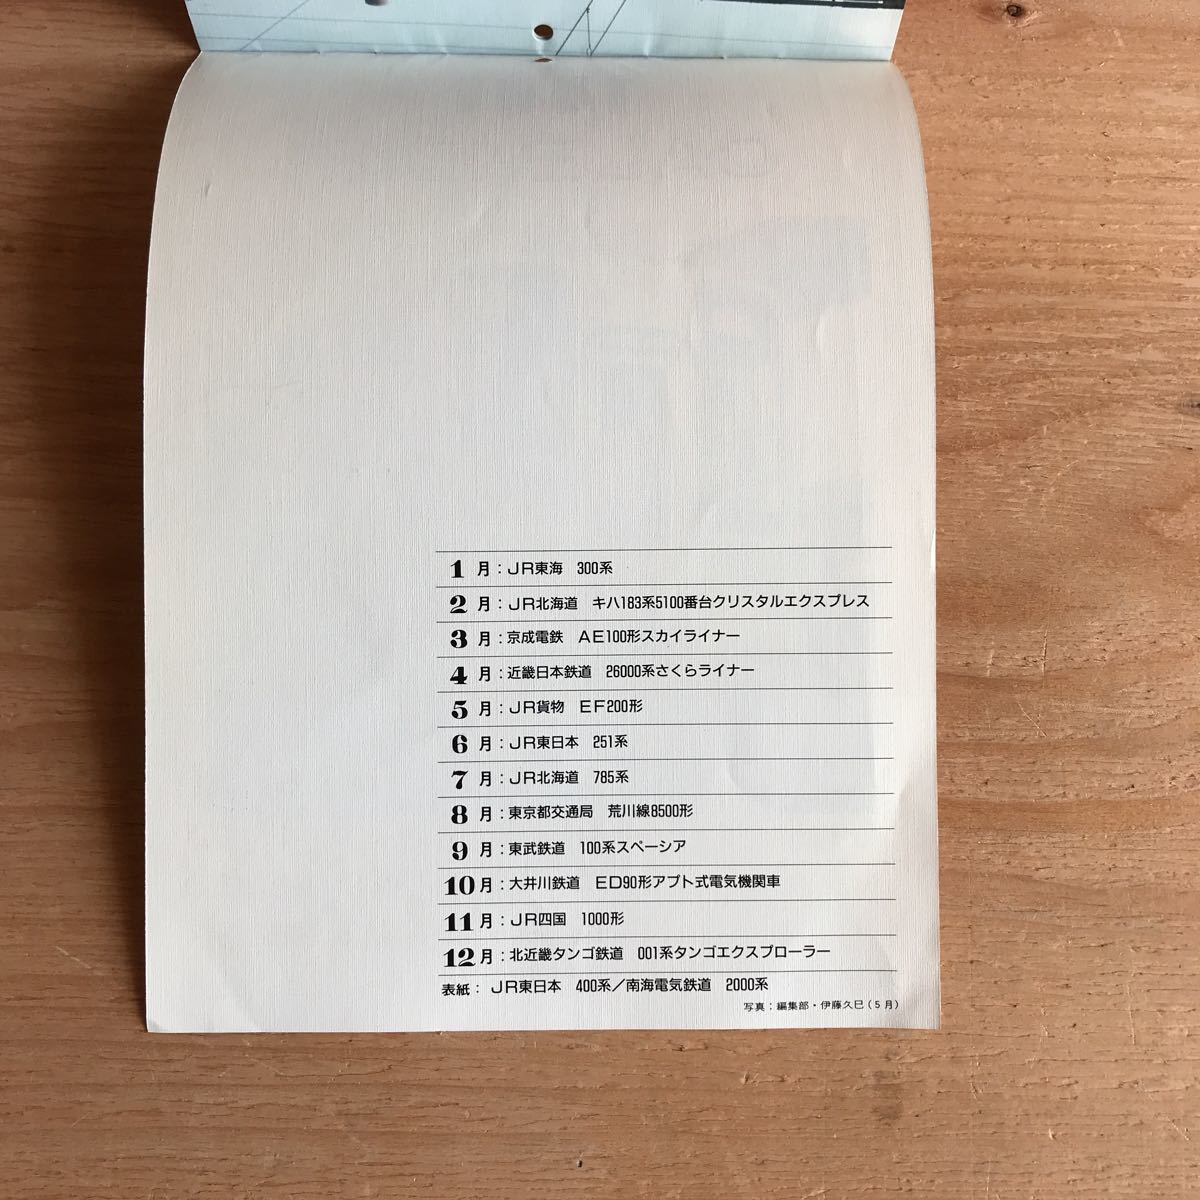 1月：JR東海　300系
2月：JR北海道　キハ183系5100番台クリスタルエクスプレス
3月：京成電鉄　AE100形スカイライナー
4月：近畿日本鉄道　26000系さくらライナー
5月：JR貨物　EF200形
6月：JR東日本　251系
7月：JR北海道　785系
8月：東京都交通局　荒川線8500形
9月：東武鉄道　100系スペーシア
10月：大井川鉄道　ED90形アプト式電気機関車
11月：JR四国　1000形
12月：北近畿タンゴ鉄道　001系タンゴエクスプローラー
表紙：JR東日本　400系／南海電気鉄道　2000系
写真：編集部・伊藤久巳（5月）